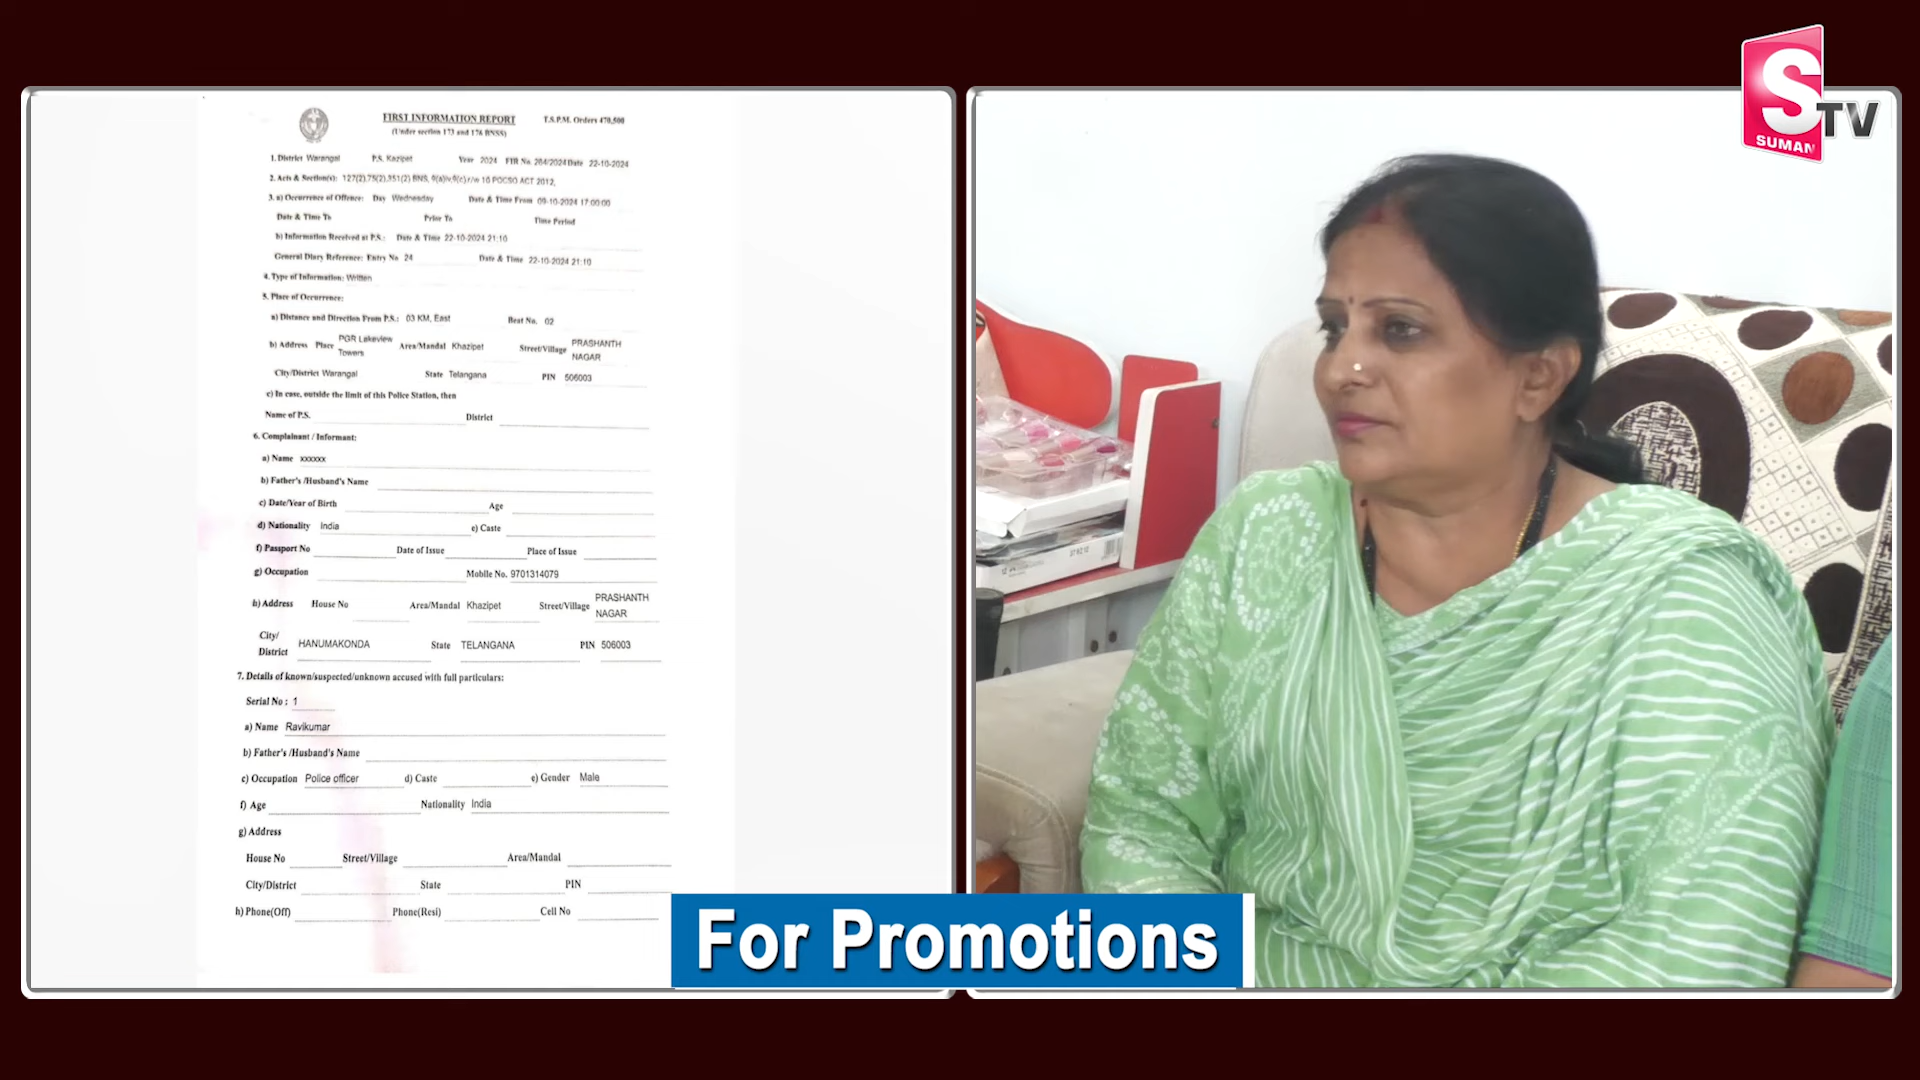 FIRST INFORMATION REPORT T.S.P.M. Orders 470,500
(Under section 173 and 176 BNSS)
1. District Warangal P.S. Kazipet Year 2024 FIR No. 264/2024 Date 22-10-2024
2. Acts & Section(s): 127(2),75(2),351(2) BNS, 9(a)iv,9(c) r/w 10 POCSO ACT 2012,
3. a) Occurrence of Offence: Day Wednesday Date & Time From 09-10-2024 17:00:00
Date & Time To Prior To Time Period
b) Information Received at P.S.: Date & Time 22-10-2024 21:10
General Diary Reference: Entry No 24 Date & Time 22-10-2024 21:10
4. Type of Information: Written
5. Place of Occurrence:
a) Distance and Direction From P.S.: 03 KM, East Beat No. 02
b) Address Place PGR Lakeview Towers Area/Mandal Khazipet Street/Village PRASHANTH NAGAR
City/District Warangal State Telangana PIN 506003
c) In case, outside the limit of this Police Station, then
Name of P.S. District
6. Complainant / Informant:
a) Name xxxxxx
b) Father's /Husband's Name
c) Date/Year of Birth Age
d) Nationality India e) Caste
f) Passport No Date of Issue Place of Issue
g) Occupation Mobile No. 9701314079
h) Address House No Area/Mandal Khazipet Street/Village PRASHANTH NAGAR
City/ District HANUMAKONDA State TELANGANA PIN 506003
7. Details of known/suspected/unknown accused with full particulars:
Serial No : 1
a) Name Ravikumar
b) Father's /Husband's Name
c) Occupation Police officer d) Caste e) Gender Male
f) Age Nationality India
g) Address
House No Street/Village Area/Mandal
City/District State PIN
h) Phone(Off) Phone(Resi) Cell No
For Promotions
S TV
SUMAN